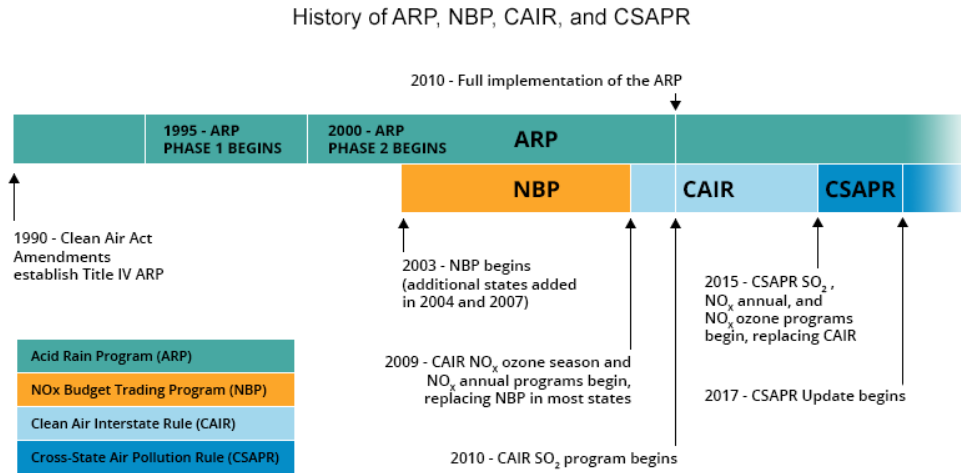 History of ARP, NBP, CAIR, and CSAPR
2010 - Full implementation of the ARP
1995 - ARP
PHASE 1 BEGINS
2000 - ARP
PHASE 2 BEGINS
ARP
NBP
CAIR
CSAPR
1990 - Clean Air Act
Amendments
establish Title IV ARP
2003 - NBP begins
(additional states added
in 2004 and 2007)
2015 - CSAPR SO₂ ,
NOₓ annual, and
NOₓ ozone programs
begin, replacing CAIR
2009 - CAIR NOₓ ozone season and
NOₓ annual programs begin,
replacing NBP in most states
2017 - CSAPR Update begins
2010 - CAIR SO₂ program begins
Acid Rain Program (ARP)
NOx Budget Trading Program (NBP)
Clean Air Interstate Rule (CAIR)
Cross-State Air Pollution Rule (CSAPR)